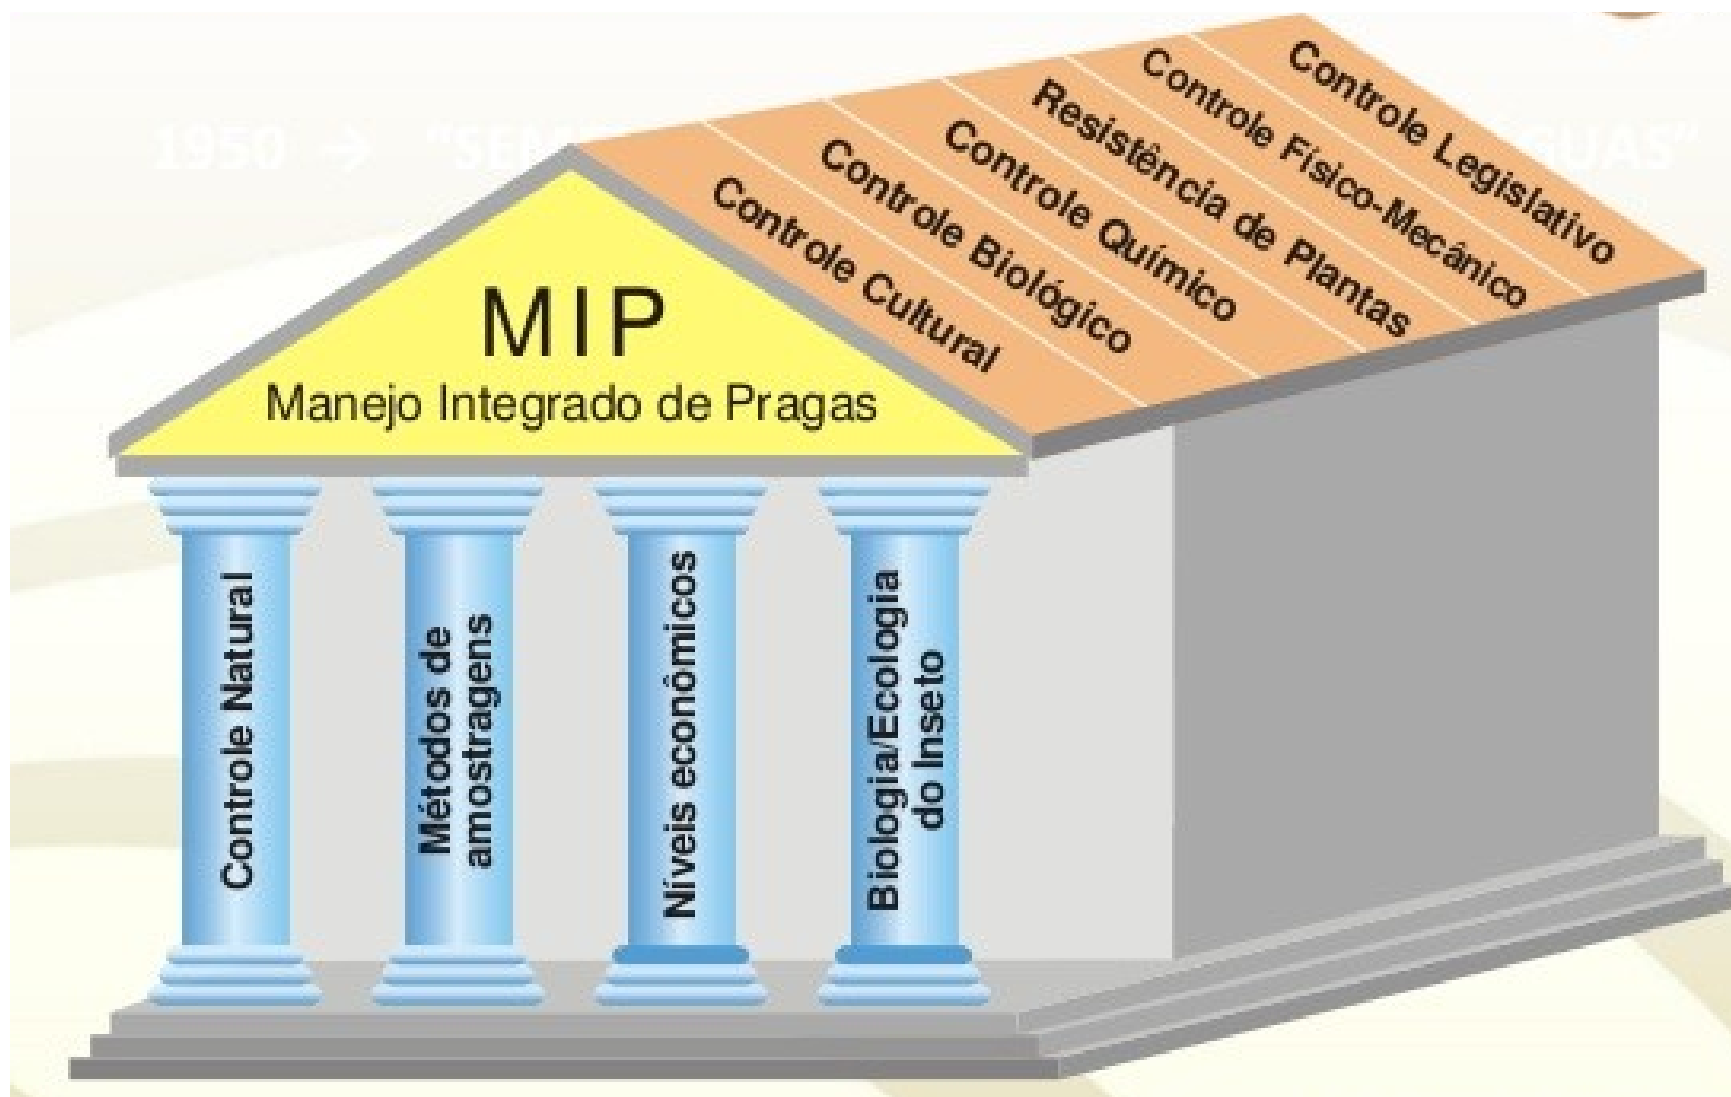 1950 →
MIP
Manejo Integrado de Pragas
Controle Cultural
Controle Biológico
Controle Químico
Resistência de Plantas
Controle Físico-Mecânico
Controle Legislativo
Controle Natural
Métodos de
amostragens
Níveis econômicos
Biologia/Ecologia
do Inseto